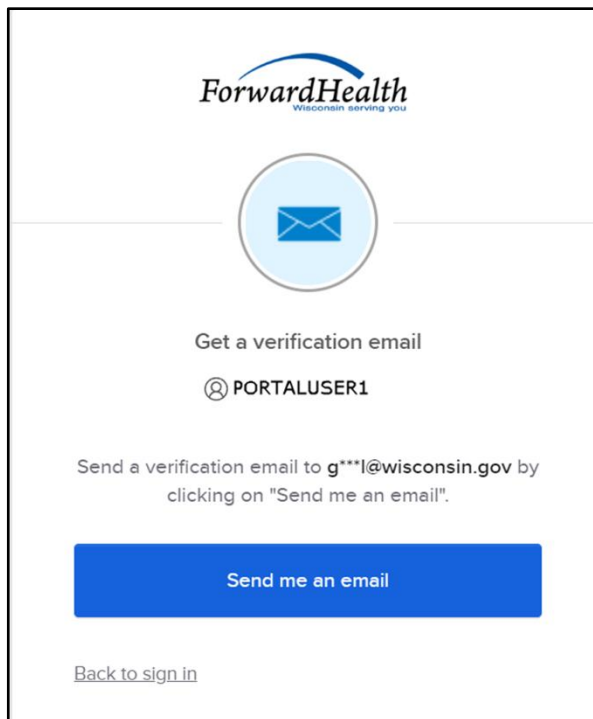 ForwardHealth
Wisconsin serving you
Get a verification email
PORTALUSER1
Send a verification email to g***l@wisconsin.gov by
clicking on "Send me an email".
Send me an email
Back to sign in